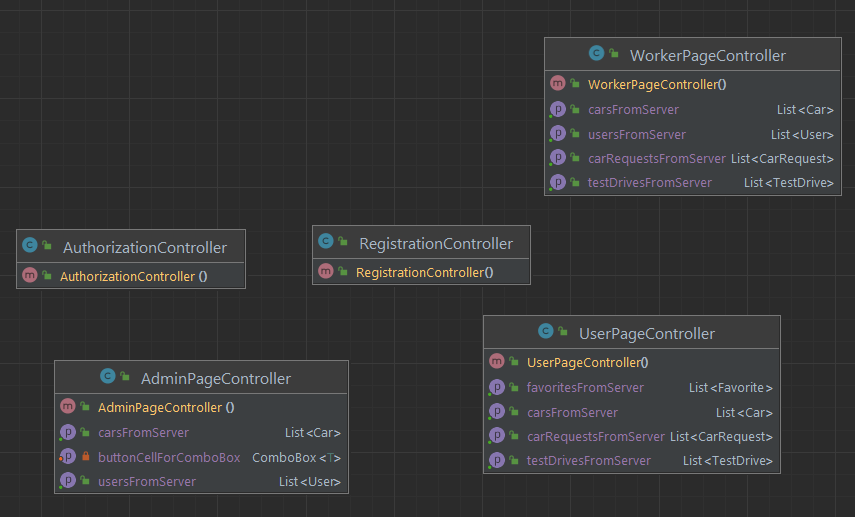 WorkerPageController
WorkerPageController()
carsFromServer List<Car>
usersFromServer List<User>
carRequestsFromServer List<CarRequest>
testDrivesFromServer List<TestDrive>
AuthorizationController
AuthorizationController ()
RegistrationController
RegistrationController()
AdminPageController
AdminPageController ()
carsFromServer List<Car>
buttonCellForComboBox ComboBox <T>
usersFromServer List<User>
UserPageController
UserPageController()
favoritesFromServer List<Favorite>
carsFromServer List<Car>
carRequestsFromServer List<CarRequest>
testDrivesFromServer List<TestDrive>